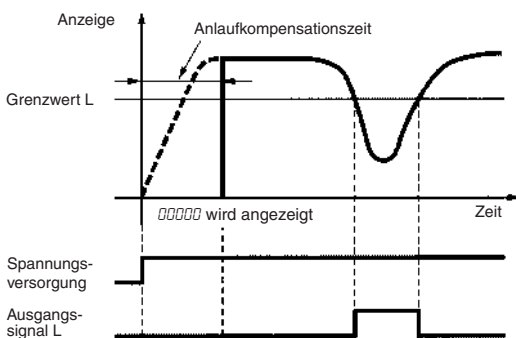 Anzeige
Anlaufkompensationszeit
Grenzwert L
00000 wird angezeigt
Zeit
Spannungs-
versorgung
Ausgangs-
signal L